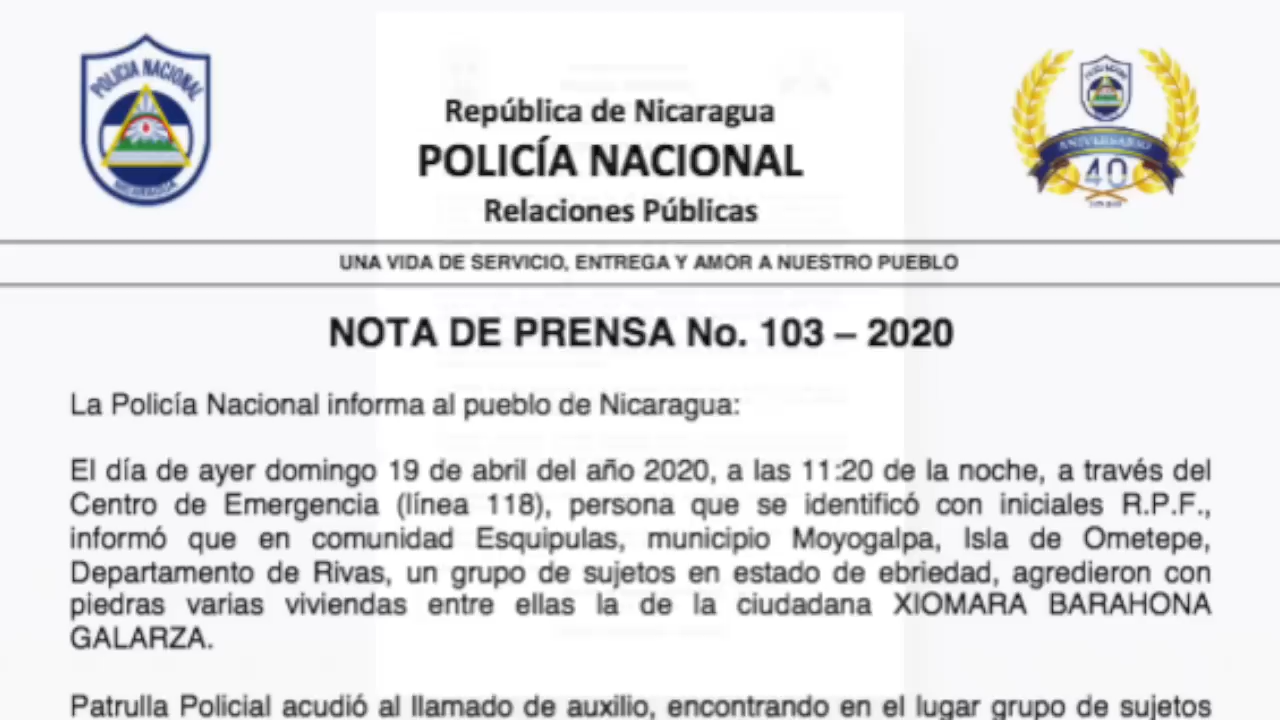 POLICIA NACIONAL
NICARAGUA
República de Nicaragua
POLICÍA NACIONAL
Relaciones Públicas
ANIVERSARIO
40
UNA VIDA DE SERVICIO, ENTREGA Y AMOR A NUESTRO PUEBLO
NOTA DE PRENSA No. 103 – 2020
La Policía Nacional informa al pueblo de Nicaragua:
El día de ayer domingo 19 de abril del año 2020, a las 11:20 de la noche, a través del
Centro de Emergencia (línea 118), persona que se identificó con iniciales R.P.F.,
informó que en comunidad Esquipulas, municipio Moyogalpa, Isla de Ometepe,
Departamento de Rivas, un grupo de sujetos en estado de ebriedad, agredieron con
piedras varias viviendas entre ellas la de la ciudadana XIOMARA BARAHONA
GALARZA.
Patrulla Policial acudió al llamado de auxilio, encontrando en el lugar grupo de sujetos